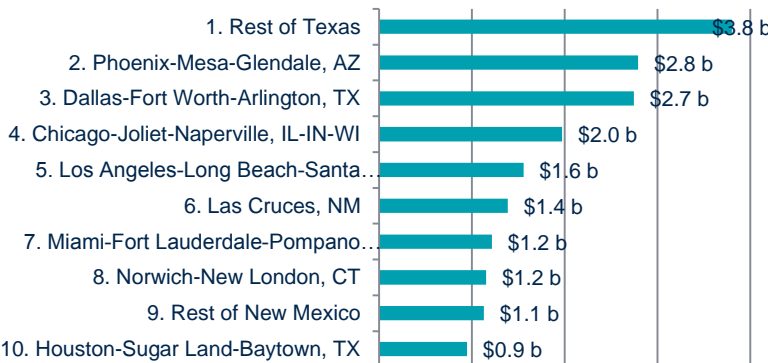 1. Rest of Texas $3.8 b
2. Phoenix-Mesa-Glendale, AZ $2.8 b
3. Dallas-Fort Worth-Arlington, TX $2.7 b
4. Chicago-Joliet-Naperville, IL-IN-WI $2.0 b
5. Los Angeles-Long Beach-Santa… $1.6 b
6. Las Cruces, NM $1.4 b
7. Miami-Fort Lauderdale-Pompano… $1.2 b
8. Norwich-New London, CT $1.2 b
9. Rest of New Mexico $1.1 b
10. Houston-Sugar Land-Baytown, TX $0.9 b